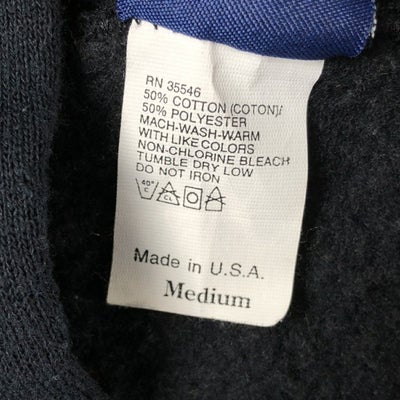 RN 35546
50% COTTON (COTON)/
50% POLYESTER
MACH-WASH-WARM
WITH LIKE COLORS
NON-CHLORINE BLEACH
TUMBLE DRY LOW
DO NOT IRON
40°
C
CL
Made in U.S.A.
Medium